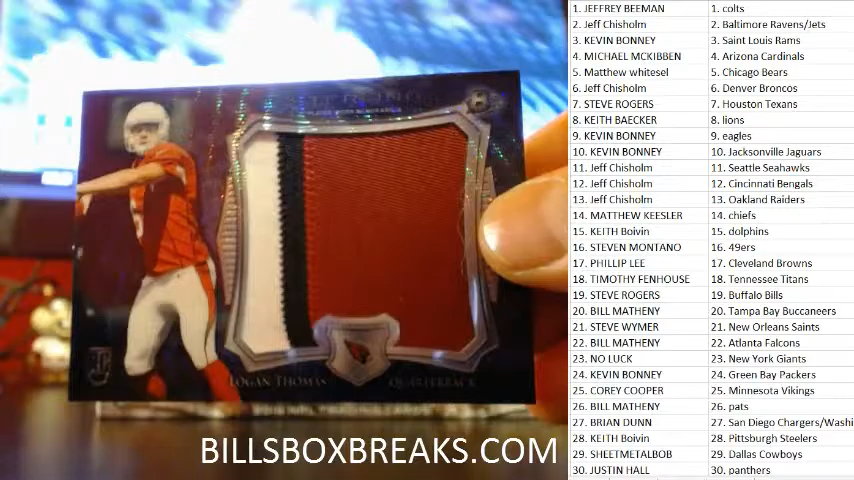 LOGAN THOMAS QUARTERBACK
BILLSBOXBREAKS.COM
1. JEFFREY BEEMAN 1. colts
2. Jeff Chisholm 2. Baltimore Ravens/Jets
3. KEVIN BONNEY 3. Saint Louis Rams
4. MICHAEL MCKIBBEN 4. Arizona Cardinals
5. Matthew whitesel 5. Chicago Bears
6. Jeff Chisholm 6. Denver Broncos
7. STEVE ROGERS 7. Houston Texans
8. KEITH BAECKER 8. lions
9. KEVIN BONNEY 9. eagles
10. KEVIN BONNEY 10. Jacksonville Jaguars
11. Jeff Chisholm 11. Seattle Seahawks
12. Jeff Chisholm 12. Cincinnati Bengals
13. Jeff Chisholm 13. Oakland Raiders
14. MATTHEW KEESLER 14. chiefs
15. KEITH Boivin 15. dolphins
16. STEVEN MONTANO 16. 49ers
17. PHILLIP LEE 17. Cleveland Browns
18. TIMOTHY FENHOUSE 18. Tennessee Titans
19. STEVE ROGERS 19. Buffalo Bills
20. BILL MATHENY 20. Tampa Bay Buccaneers
21. STEVE WYMER 21. New Orleans Saints
22. BILL MATHENY 22. Atlanta Falcons
23. NO LUCK 23. New York Giants
24. KEVIN BONNEY 24. Green Bay Packers
25. COREY COOPER 25. Minnesota Vikings
26. BILL MATHENY 26. pats
27. BRIAN DUNN 27. San Diego Chargers/Washi
28. KEITH Boivin 28. Pittsburgh Steelers
29. SHEETMETALBOB 29. Dallas Cowboys
30. JUSTIN HALL 30. panthers